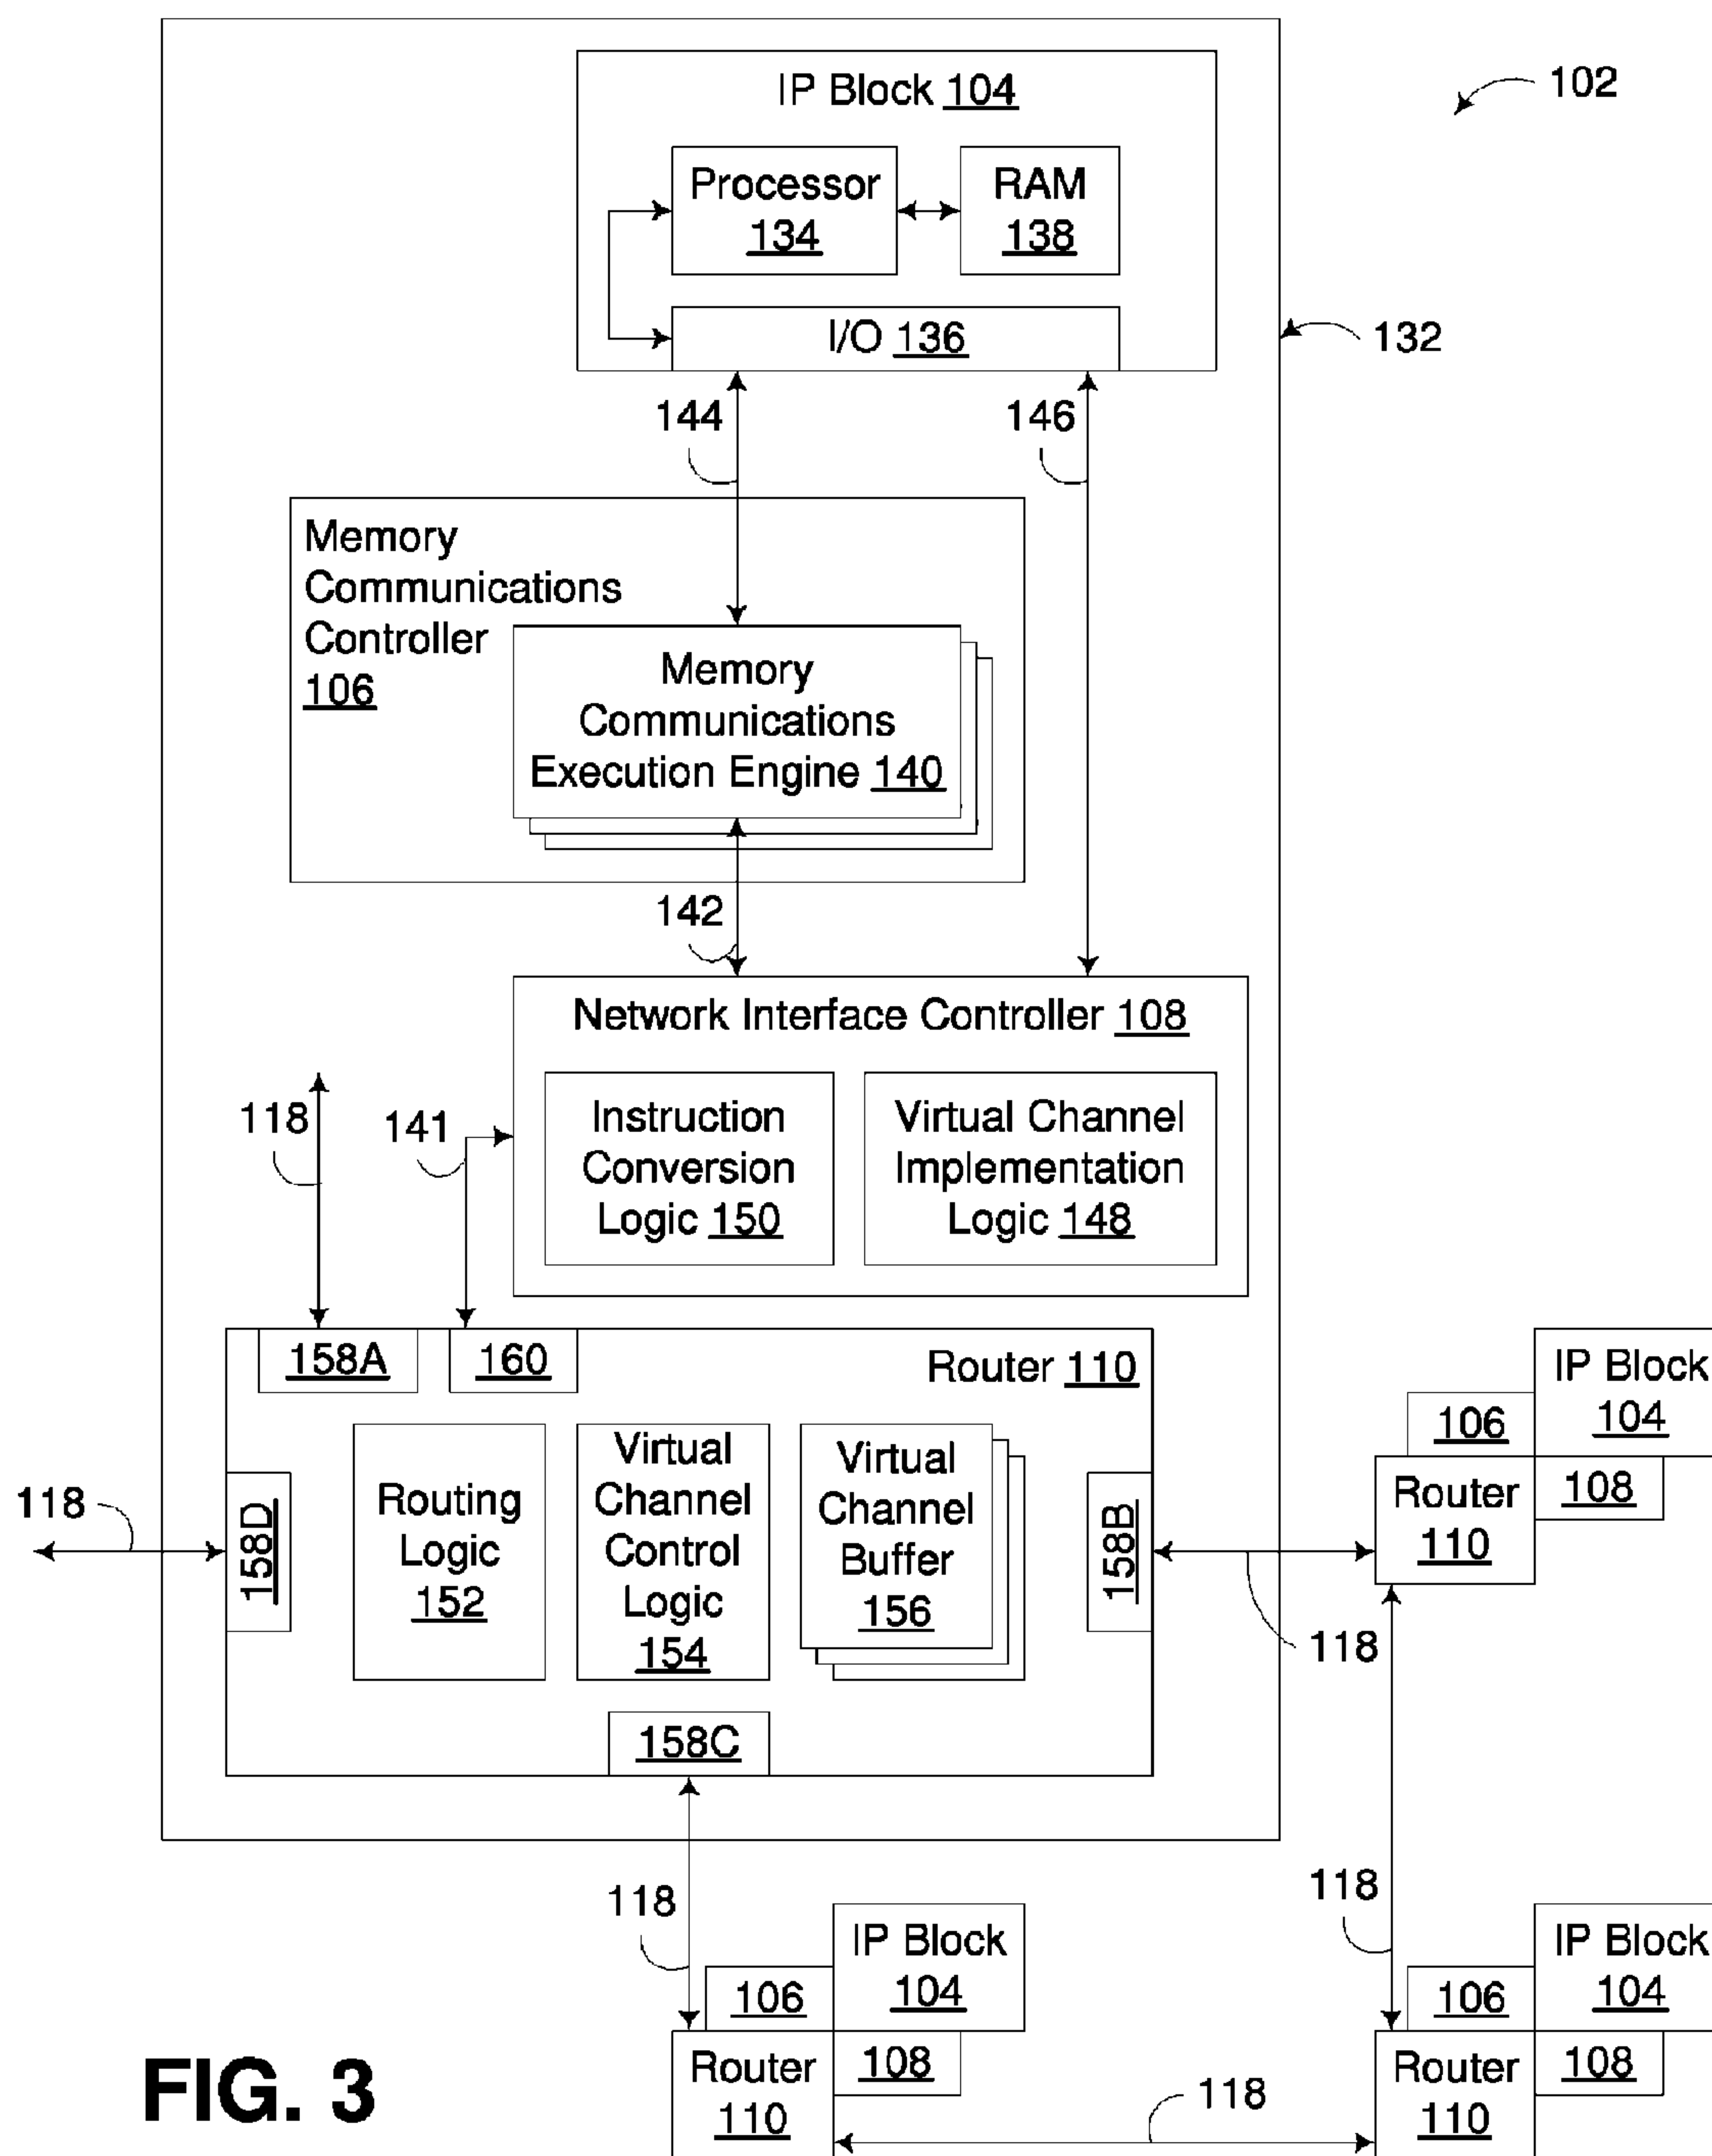 IP Block 104
102
Processor
134
RAM
138
I/O 136
132
144
146
Memory
Communications
Controller
106
Memory
Communications
Execution Engine 140
142
Network Interface Controller 108
118
141
Instruction
Conversion
Logic 150
Virtual Channel
Implementation
Logic 148
158A
160
Router 110
IP Block
104
106
Router
110
108
118
158D
Routing
Logic
152
Virtual
Channel
Control
Logic
154
Virtual
Channel
Buffer
156
158B
118
158C
118
118
IP Block
104
106
Router
110
108
IP Block
104
106
Router
110
108
118
FIG. 3